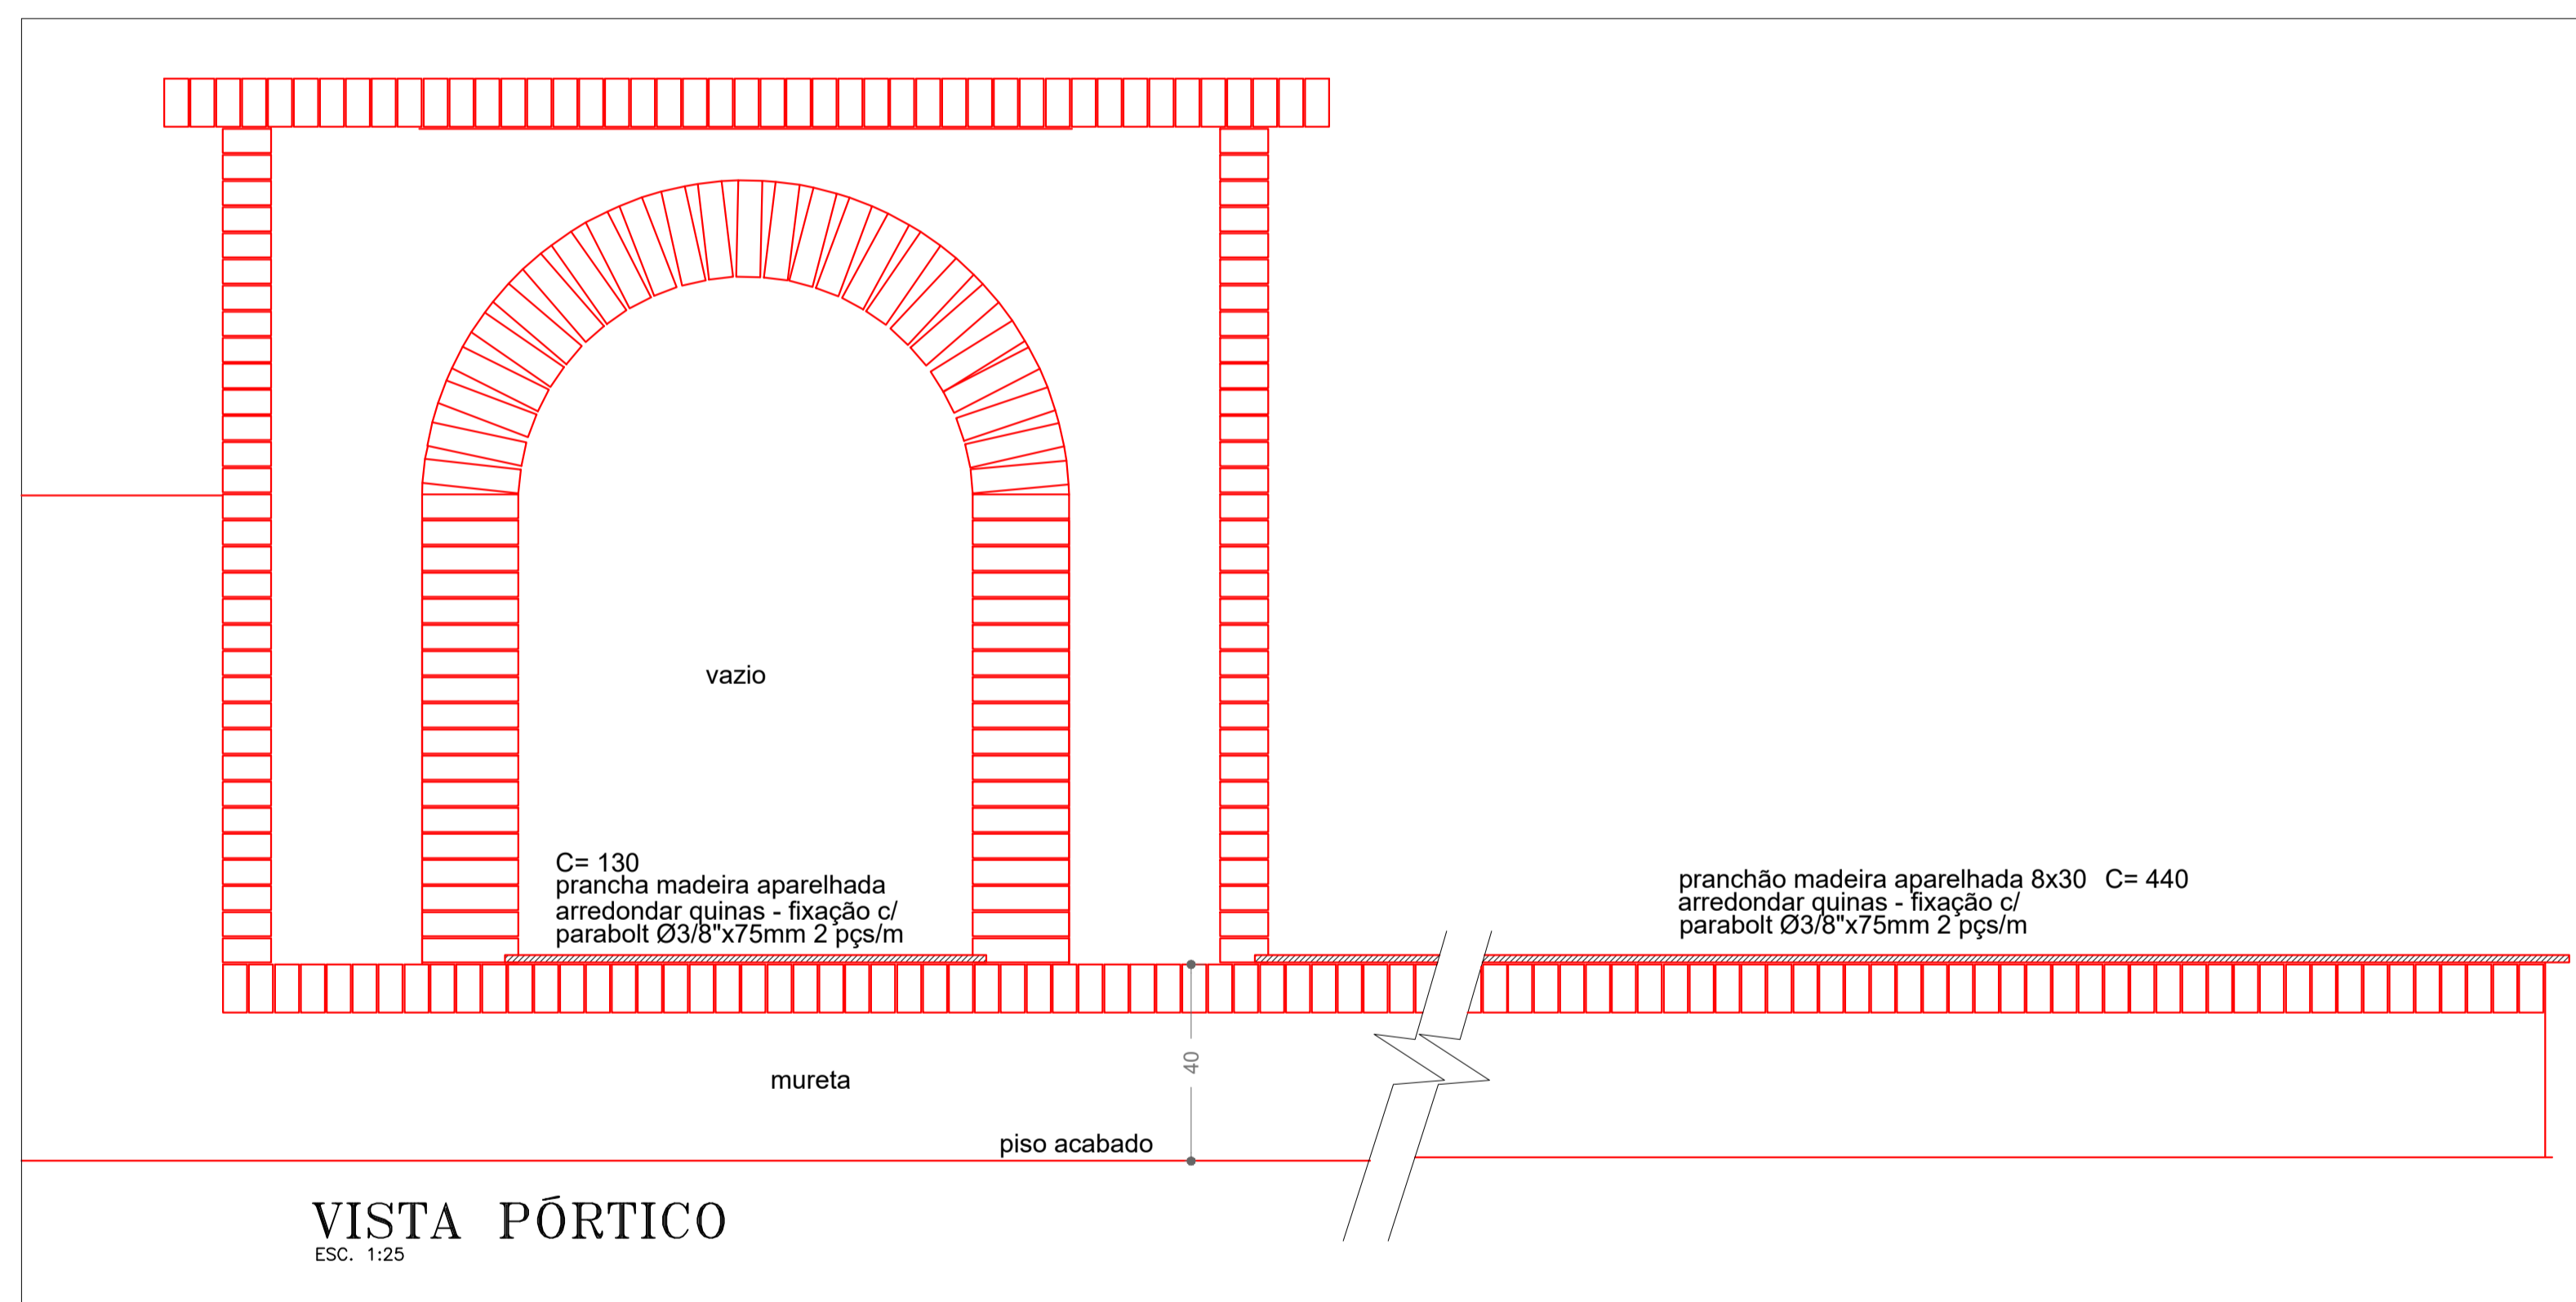 vazio
C= 130
prancha madeira aparelhada
arredondar quinas - fixação c/
parabolt Ø3/8"x75mm 2 pçs/m
pranchão madeira aparelhada 8x30 C= 440
arredondar quinas - fixação c/
parabolt Ø3/8"x75mm 2 pçs/m
40
mureta
piso acabado
VISTA PÓRTICO
ESC. 1:25